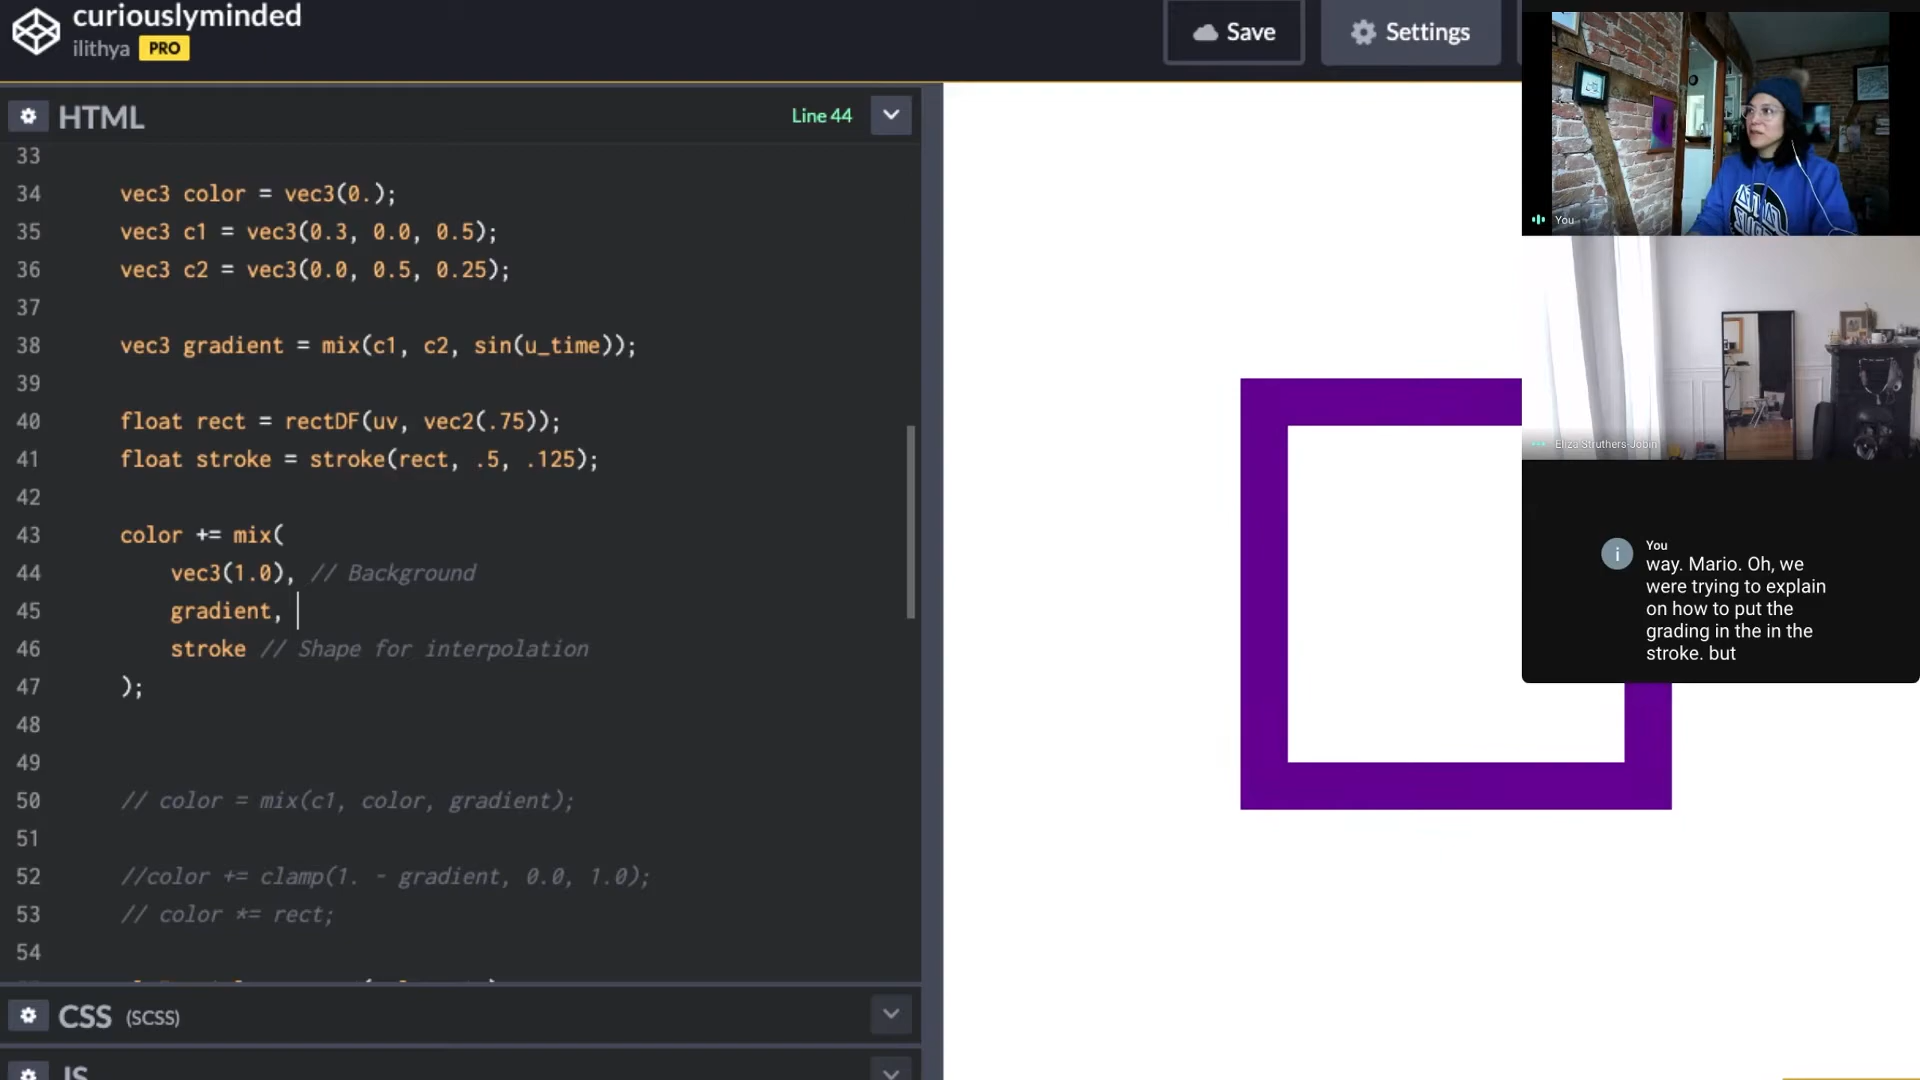 curiouslyminded
ilithya PRO
Save
Settings
HTML
Line 44
33
34 vec3 color = vec3(0.);
35 vec3 c1 = vec3(0.3, 0.0, 0.5);
36 vec3 c2 = vec3(0.0, 0.5, 0.25);
37
38 vec3 gradient = mix(c1, c2, sin(u_time));
39
40 float rect = rectDF(uv, vec2(.75));
41 float stroke = stroke(rect, .5, .125);
42
43 color += mix(
44 vec3(1.0), // Background
45 gradient,
46 stroke // Shape for interpolation
47 );
48
49
50 // color = mix(c1, color, gradient);
51
52 //color += clamp(1. - gradient, 0.0, 1.0);
53 // color *= rect;
54
CSS (SCSS)
JS
You
Eliza Struthers-Jobin
You
way. Mario. Oh, we
were trying to explain
on how to put the
grading in the in the
stroke. but